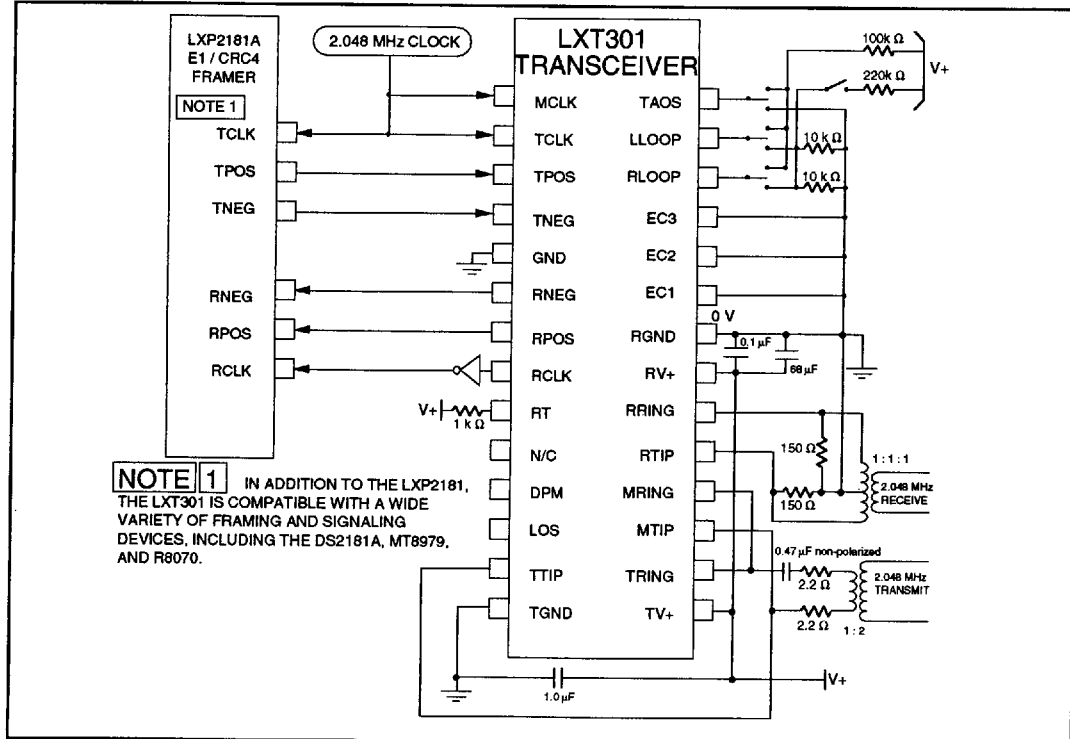 LXP2181A
E1 / CRC4
FRAMER
NOTE 1
TCLK
TPOS
TNEG
RNEG
RPOS
RCLK
2.048 MHz CLOCK
LXT301
TRANSCEIVER
MCLK
TCLK
TPOS
TNEG
GND
RNEG
RPOS
RCLK
RT
N/C
DPM
LOS
TTIP
TGND
TAOS
LLOOP
RLOOP
EC3
EC2
EC1
RGND
RV+
RRING
RTIP
MRING
MTIP
TRING
TV+
V+
1 k Ω
100k Ω
220k Ω
V+
10 k Ω
10 k Ω
0 V
0.1 µF
68 µF
150 Ω
150 Ω
1 : 1 : 1
2.048 MHz
RECEIVE
0.47 µF non-polarized
2.2 Ω
2.2 Ω
1 : 2
2.048 MHz
TRANSMIT
1.0 µF
V+
NOTE 1 IN ADDITION TO THE LXP2181,
THE LXT301 IS COMPATIBLE WITH A WIDE
VARIETY OF FRAMING AND SIGNALING
DEVICES, INCLUDING THE DS2181A, MT8979,
AND R8070.